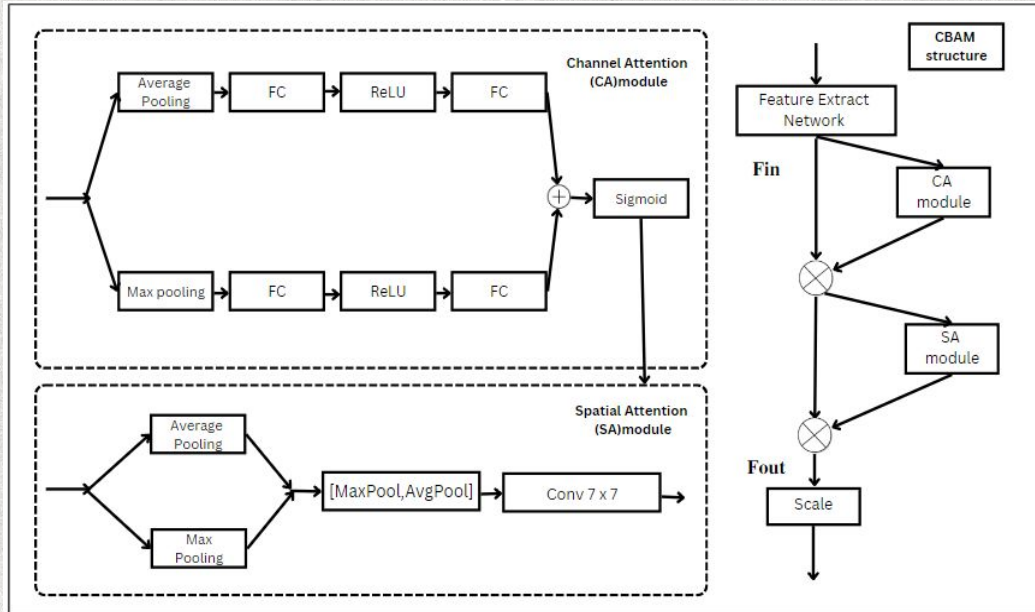 Channel Attention
(CA)module
Average
Pooling
FC
ReLU
FC
Sigmoid
Max pooling
FC
ReLU
FC
Spatial Attention
(SA)module
Average
Pooling
[MaxPool,AvgPool]
Conv 7 x 7
Max
Pooling
CBAM
structure
Feature Extract
Network
Fin
CA
module
SA
module
Fout
Scale